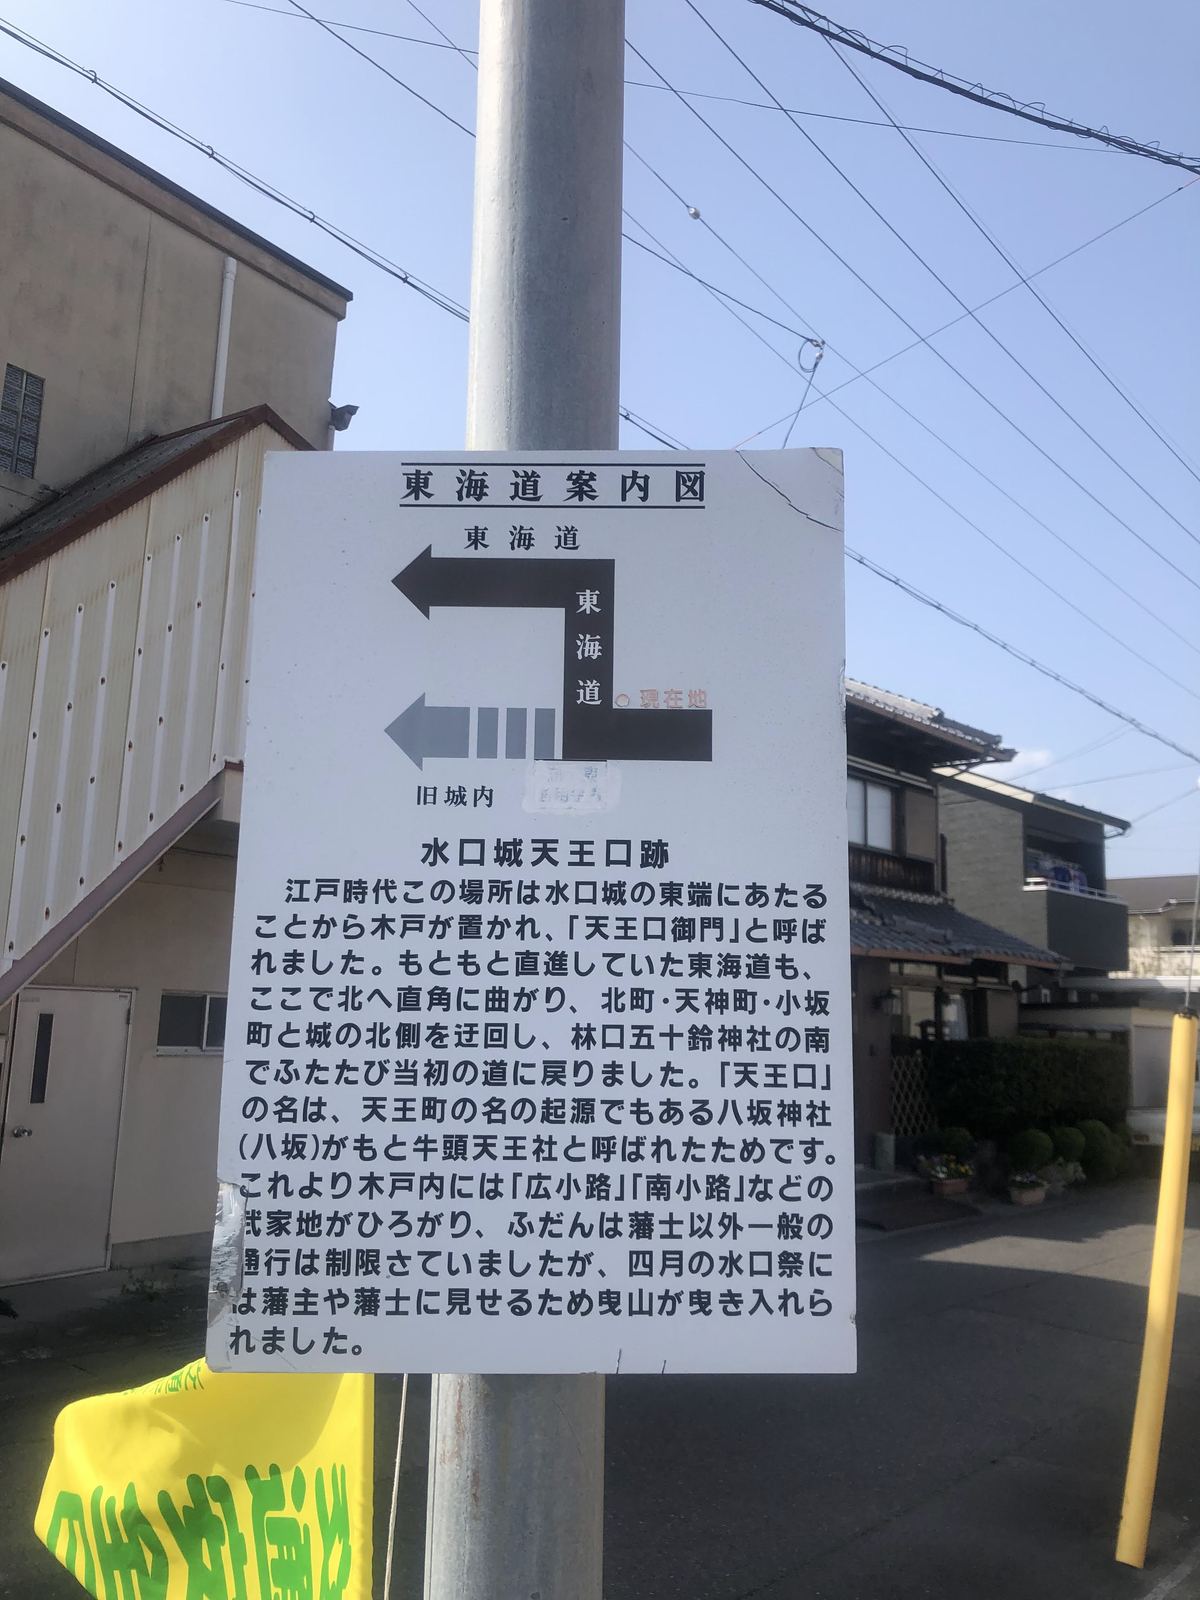 東海道案内図
東海道
東海道
現在地
旧城内
水口城天王口跡
江戸時代この場所は水口城の東端にあたる
ことから木戸が置かれ、「天王口御門」と呼ば
れました。もともと直進していた東海道も、
ここで北へ直角に曲がり、北町・天神町・小坂
町と城の北側を迂回し、林口五十鈴神社の南
でふたたび当初の道に戻りました。「天王口」
の名は、天王町の名の起源でもある八坂神社
(八坂)がもと牛頭天王社と呼ばれたためです。
これより木戸内には「広小路」「南小路」などの
武家地がひろがり、ふだんは藩士以外一般の
通行は制限さていましたが、四月の水口祭に
は藩主や藩士に見せるため曳山が曳き入れら
れました。